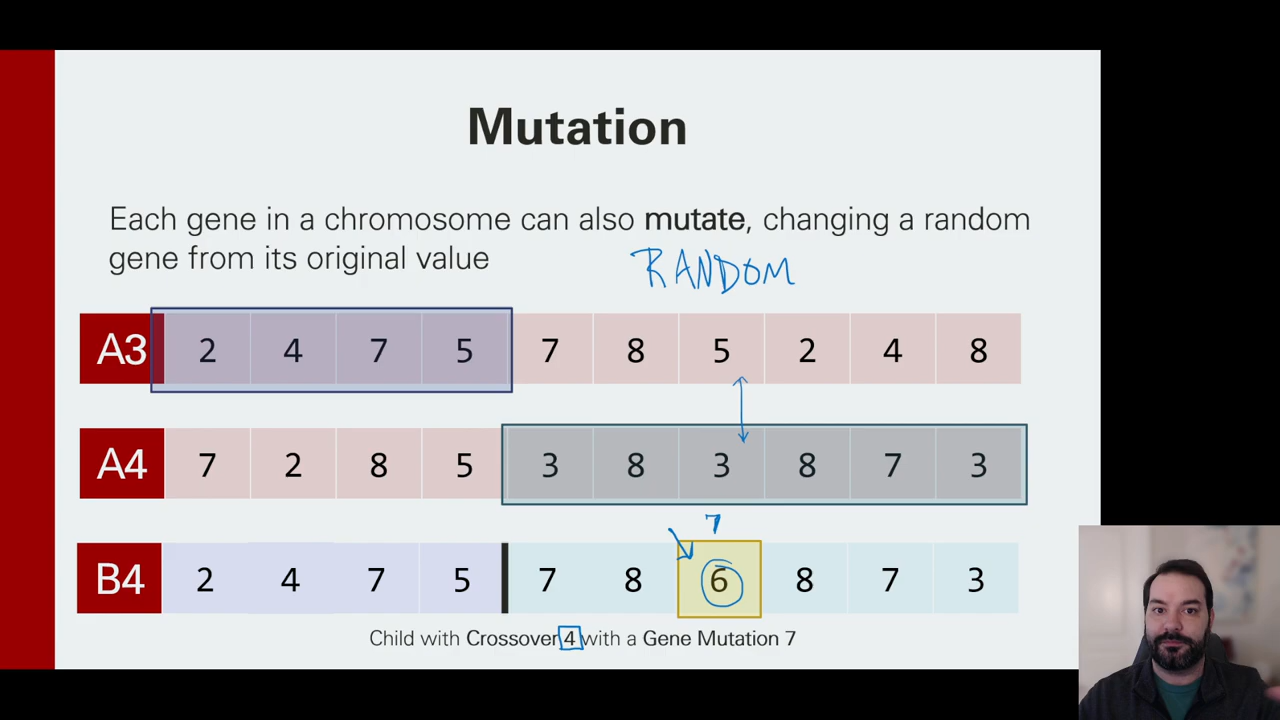 Mutation
Each gene in a chromosome can also mutate, changing a random
gene from its original value
RANDOM
A3 2 4 7 5 7 8 5 2 4 8
A4 7 2 8 5 3 8 3 8 7 3
7
B4 2 4 7 5 7 8 6 8 7 3
Child with Crossover 4 with a Gene Mutation 7